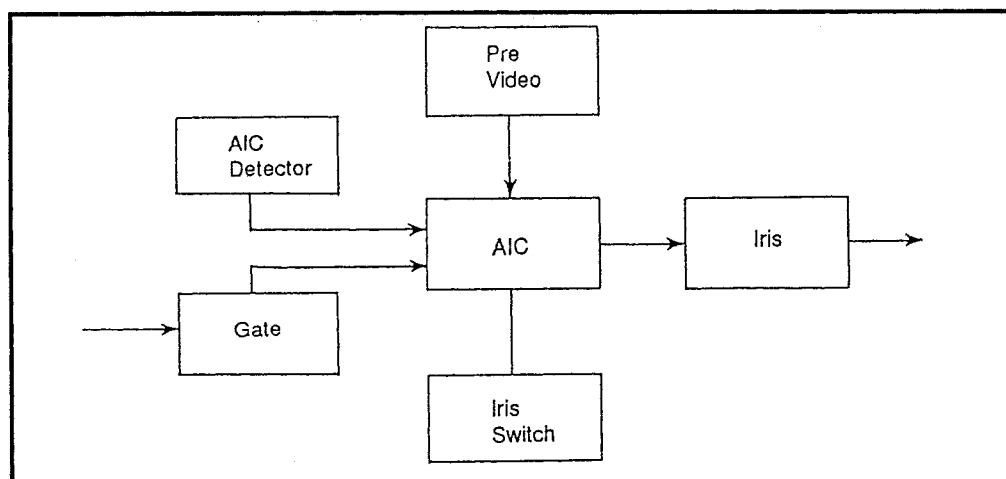 Pre
Video
AIC
Detector
AIC
Iris
Gate
Iris
Switch